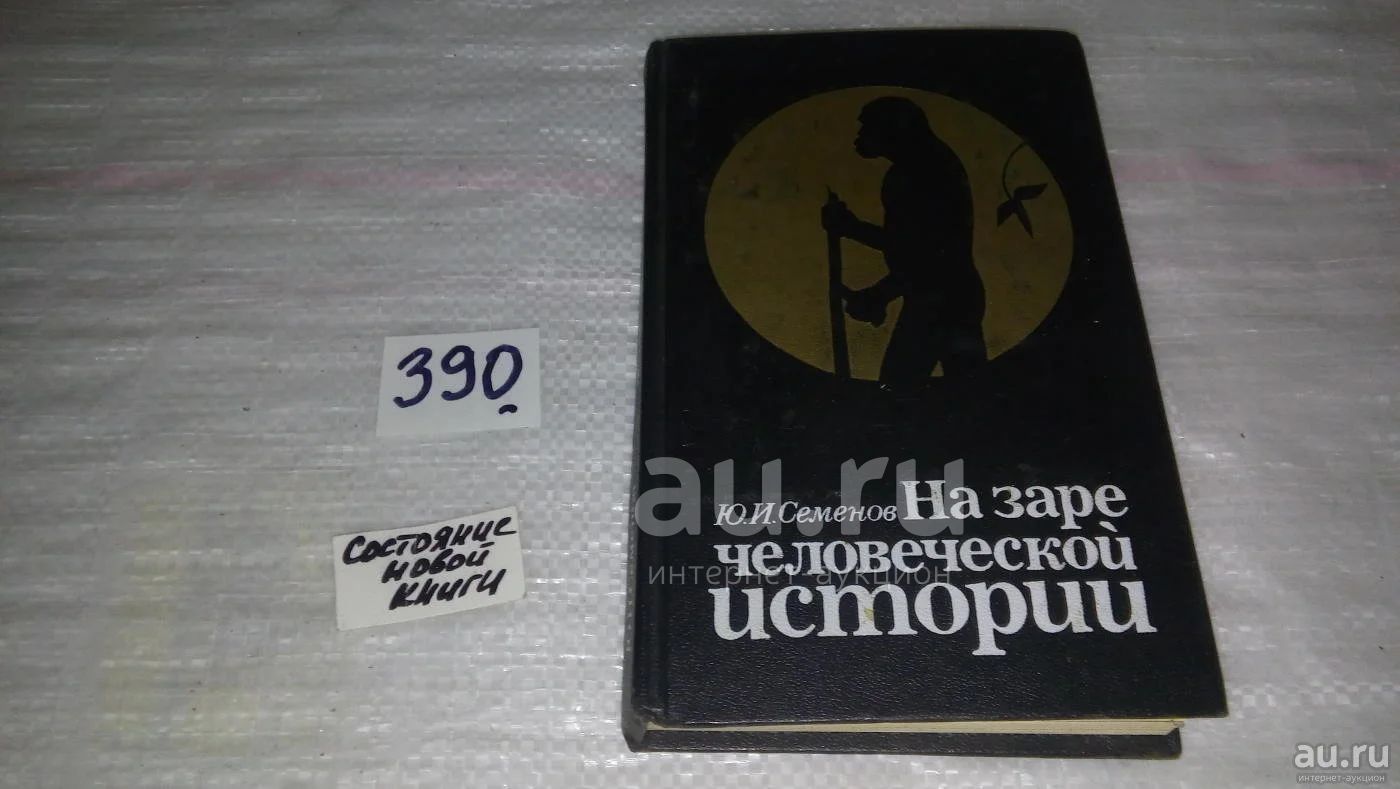 390
Состояние
новой
книги
Ю.И.Семенов На заре
человеческой
истории
au.ru
интернет-аукцион
au.ru
интернет-аукцион